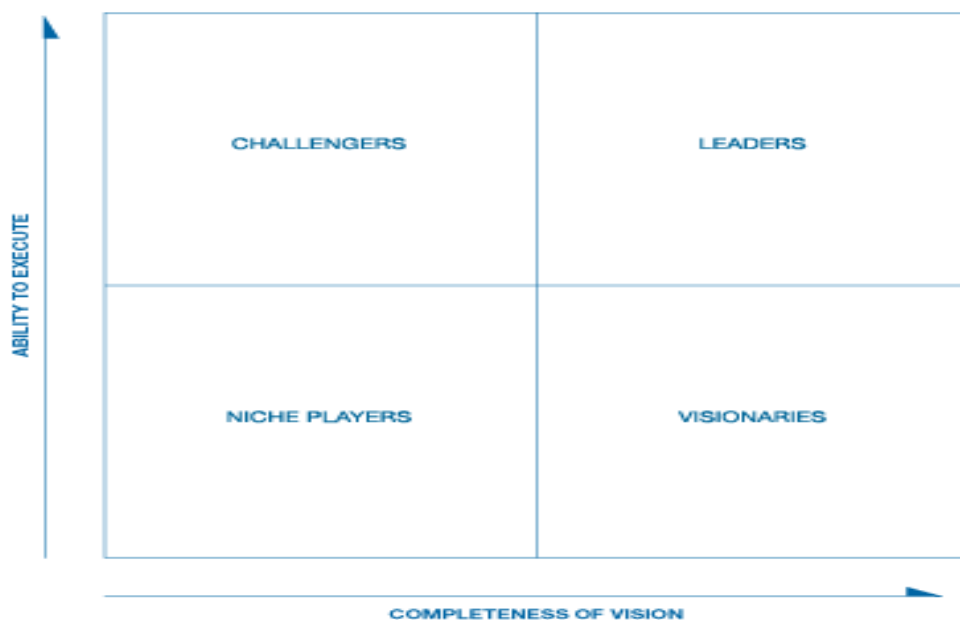 CHALLENGERS
LEADERS
ABILITY TO EXECUTE
NICHE PLAYERS
VISIONARIES
COMPLETENESS OF VISION